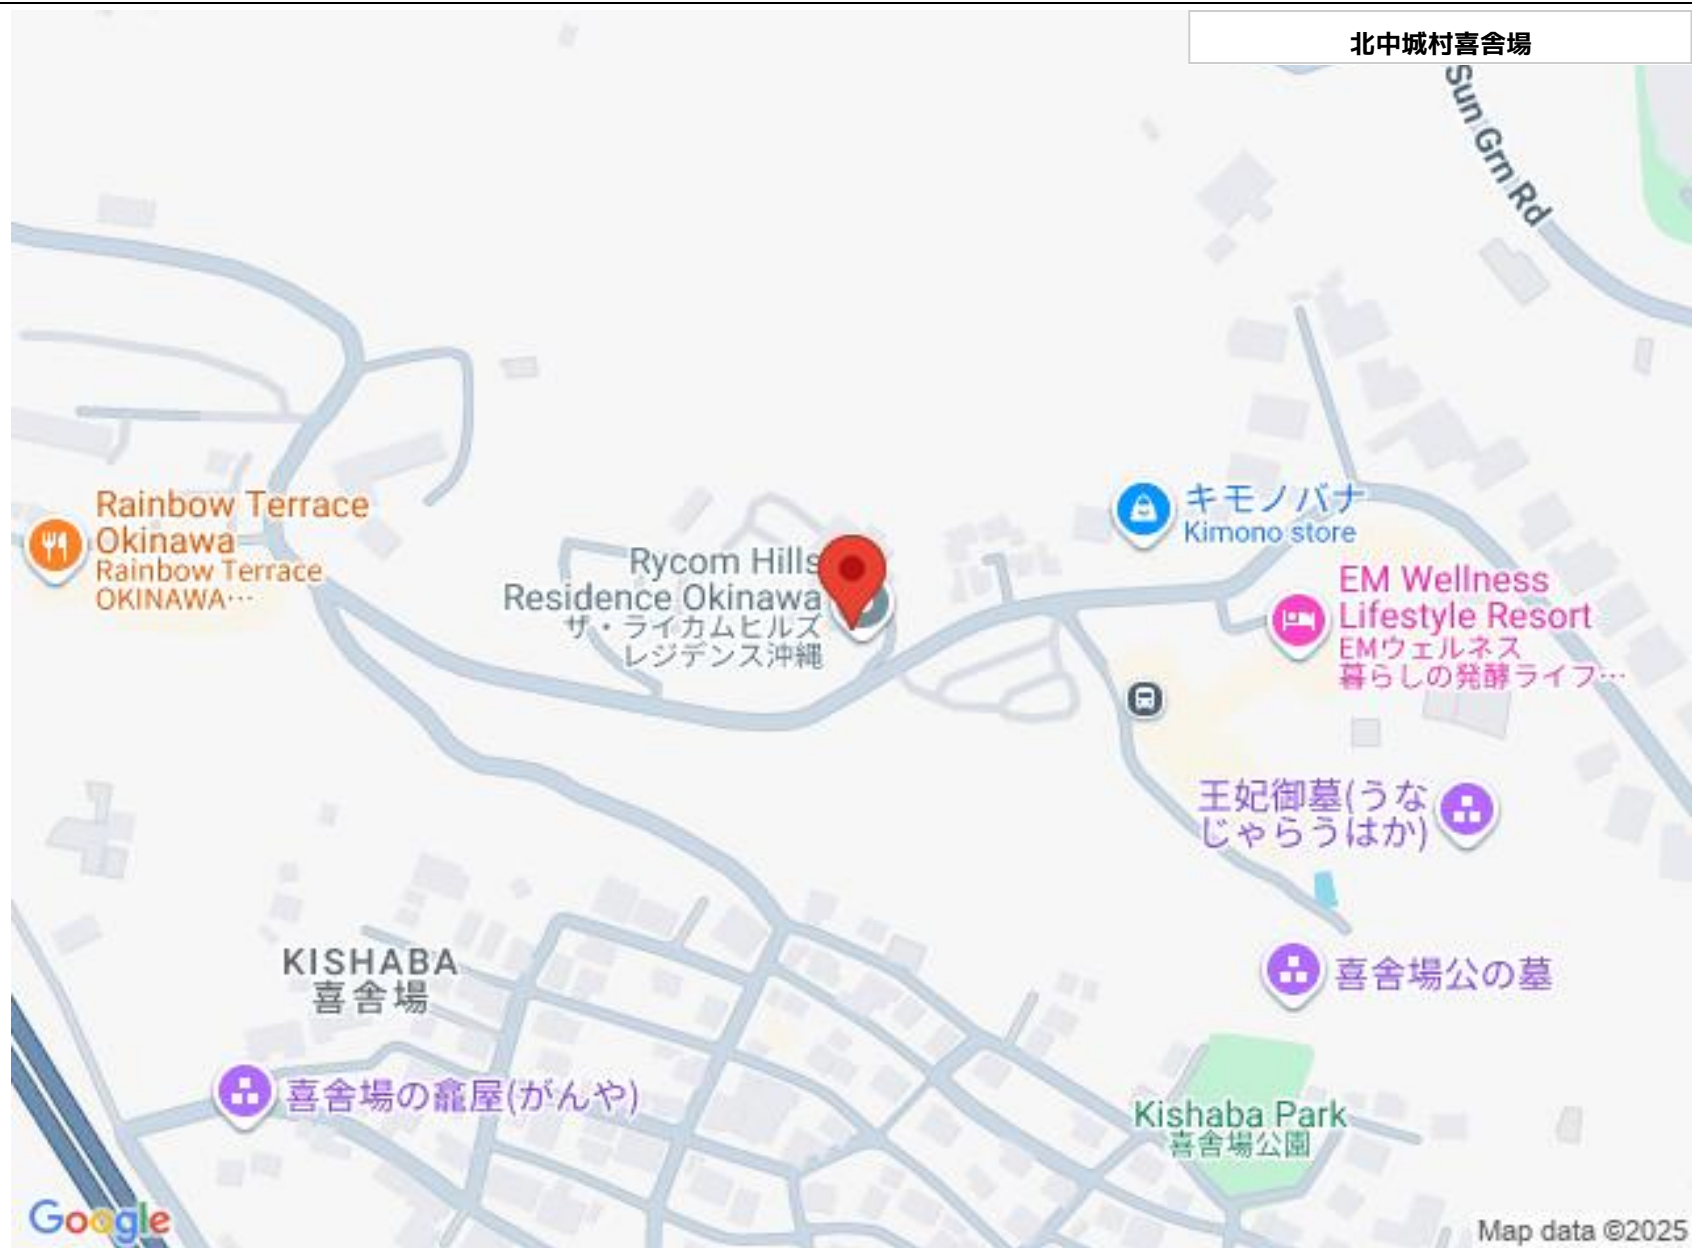 北中城村喜舎場
Sun Grn Rd
Rainbow Terrace
Okinawa
Rainbow Terrace
OKINAWA…
Rycom Hills
Residence Okinawa
ザ・ライカムヒルズ
レジデンス沖縄
キモノバナ
Kimono store
EM Wellness
Lifestyle Resort
EMウェルネス
暮らしの発酵ライフ…
王妃御墓(うな
じゃらうはか)
喜舎場公の墓
KISHABA
喜舎場
喜舎場の龕屋(がんや)
Kishaba Park
喜舎場公園
Google
Map data ©2025